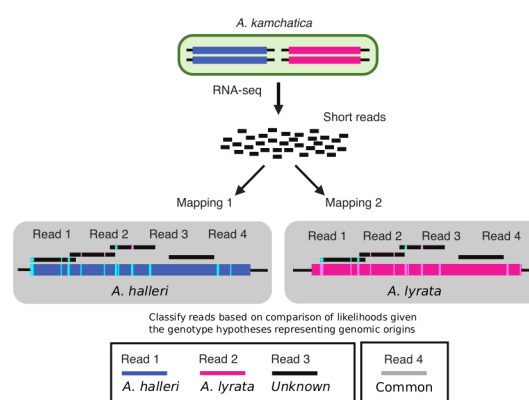 A. kamchatica
RNA-seq
Short reads
Mapping 1
Mapping 2
Read 1 Read 2 Read 3 Read 4
A. halleri
Read 1 Read 2 Read 3 Read 4
A. lyrata
Classify reads based on comparison of likelihoods given
the genotype hypotheses representing genomic origins
Read 1 Read 2 Read 3 Read 4
A. halleri A. lyrata Unknown Common